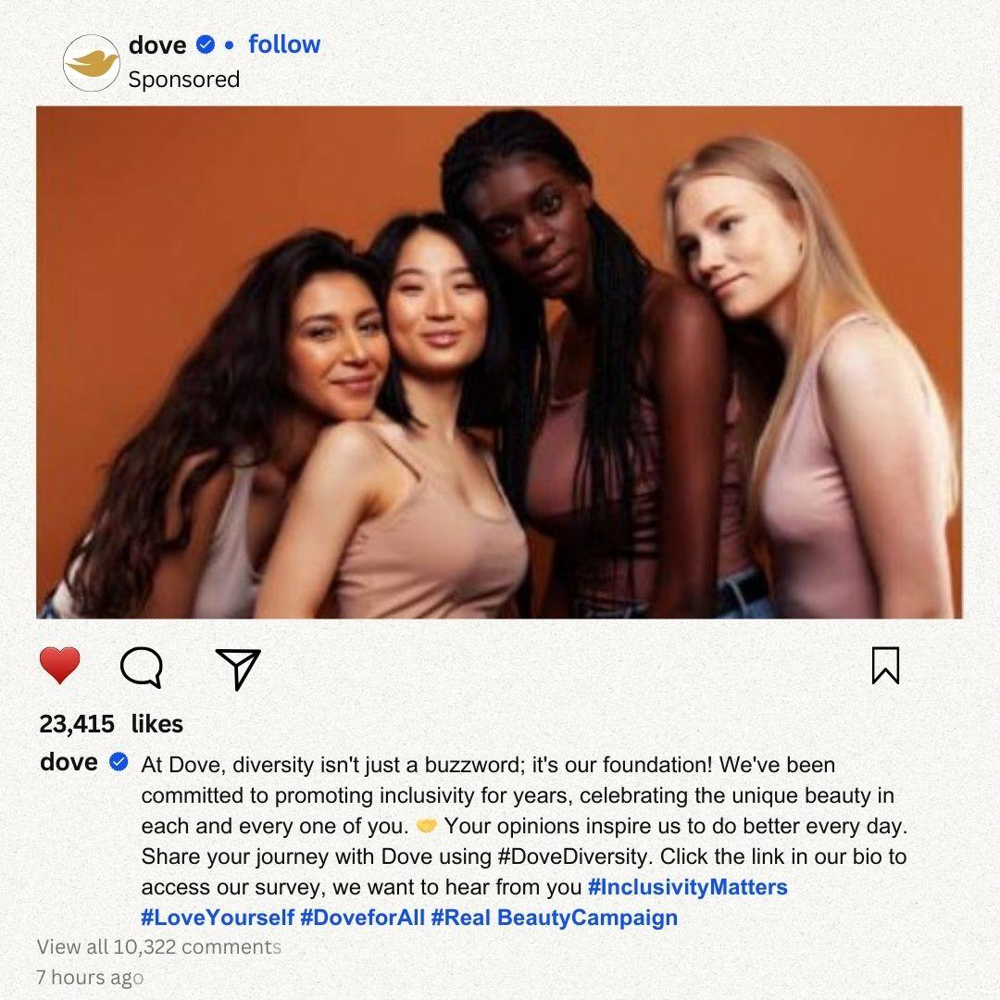 dove • follow
Sponsored
23,415 likes
dove At Dove, diversity isn't just a buzzword; it's our foundation! We've been
committed to promoting inclusivity for years, celebrating the unique beauty in
each and every one of you. 🤝 Your opinions inspire us to do better every day.
Share your journey with Dove using #DoveDiversity. Click the link in our bio to
access our survey, we want to hear from you #InclusivityMatters
#LoveYourself #DoveforAll #Real BeautyCampaign
View all 10,322 comments
7 hours ago